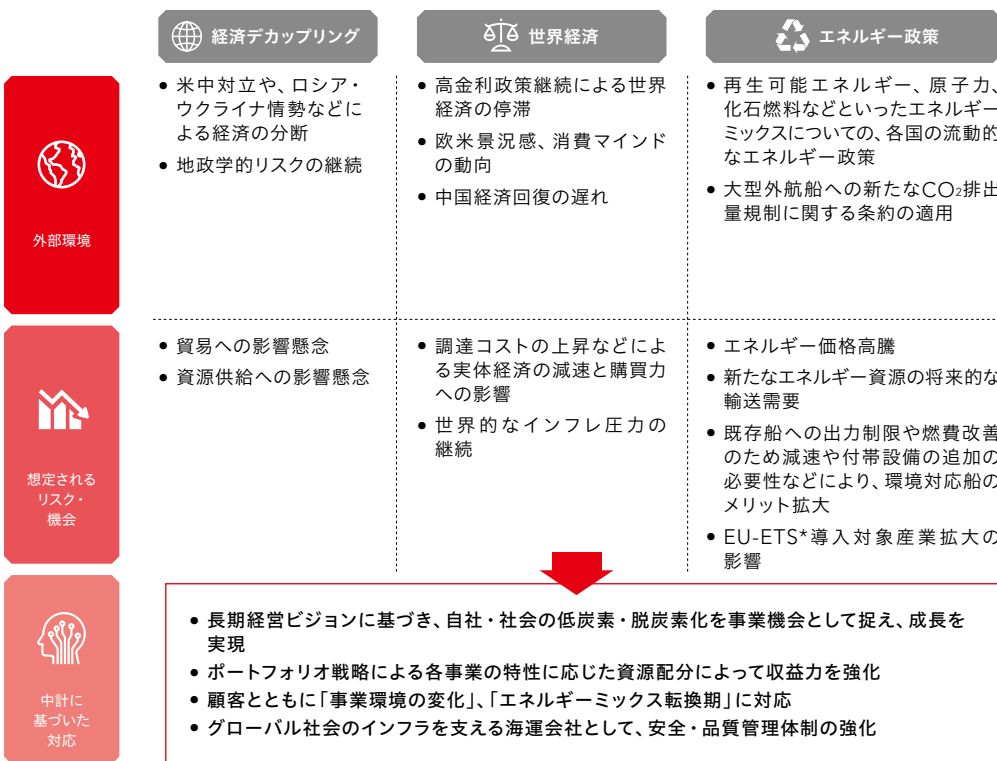 経済デカップリング
世界経済
エネルギー政策
外部環境
● 米中対立や、ロシア・
ウクライナ情勢などに
よる経済の分断
● 地政学的リスクの継続
● 高金利政策継続による世界
経済の停滞
● 欧米景況感、消費マインド
の動向
● 中国経済回復の遅れ
● 再生可能エネルギー、原子力、
化石燃料などといったエネルギー
ミックスについての、各国の流動的
なエネルギー政策
● 大型外航船への新たなCO₂排出
量規制に関する条約の適用
想定される
リスク・
機会
● 貿易への影響懸念
● 資源供給への影響懸念
● 調達コストの上昇などによ
る実体経済の減速と購買力
への影響
● 世界的なインフレ圧力の
継続
● エネルギー価格高騰
● 新たなエネルギー資源の将来的な
輸送需要
● 既存船への出力制限や燃費改善
のため減速や付帯設備の追加の
必要性などにより、環境対応船の
メリット拡大
● EU-ETS*導入対象産業拡大の
影響
中計に
基づいた
対応
● 長期経営ビジョンに基づき、自社・社会の低炭素・脱炭素化を事業機会として捉え、成長を
実現
● ポートフォリオ戦略による各事業の特性に応じた資源配分によって収益力を強化
● 顧客とともに「事業環境の変化」、「エネルギーミックス転換期」に対応
● グローバル社会のインフラを支える海運会社として、安全・品質管理体制の強化